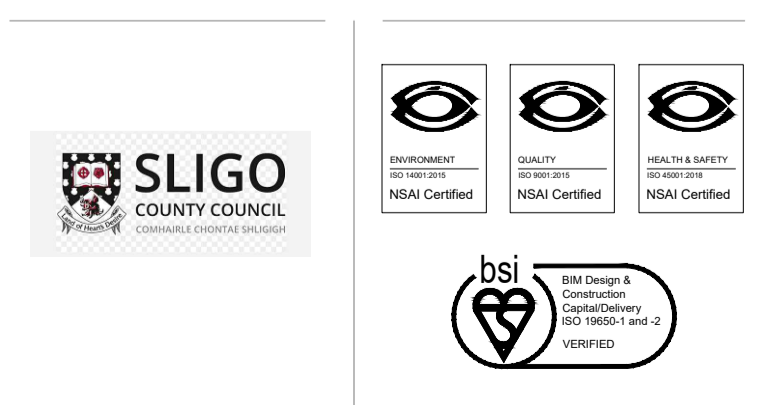 SLIGO
COUNTY COUNCIL
COMHAIRLE CHONTAE SHLIGIGH
Land of Hearts Desire
ENVIRONMENT
ISO 14001:2015
NSAI Certified
QUALITY
ISO 9001:2015
NSAI Certified
HEALTH & SAFETY
ISO 45001:2018
NSAI Certified
bsi
BIM Design &
Construction
Capital/Delivery
ISO 19650-1 and -2
VERIFIED